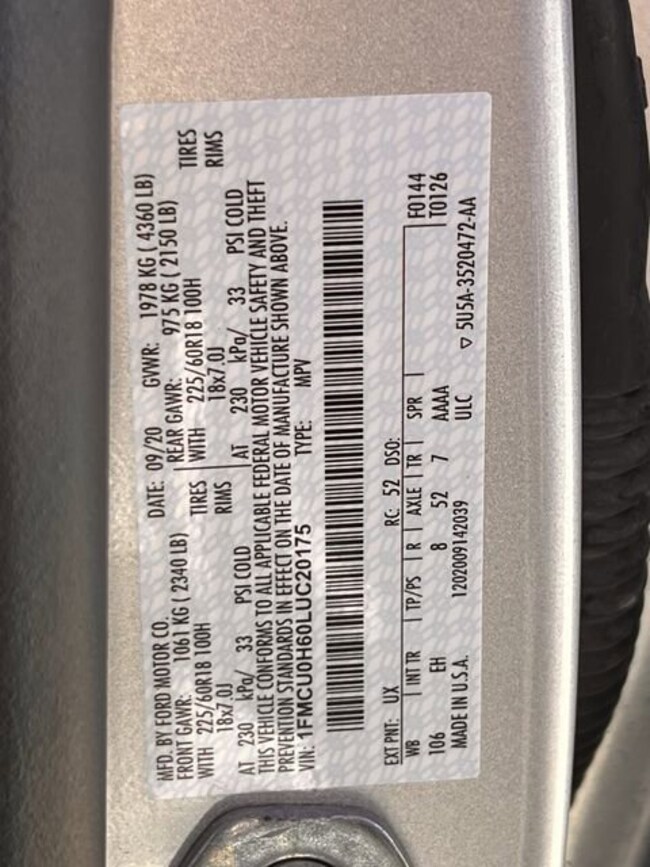 MFD. BY FORD MOTOR CO.
DATE: 09/20 GVWR: 1978 KG ( 4360 LB)
FRONT GAWR: 1061 KG ( 2340 LB) REAR GAWR: 975 KG ( 2150 LB)
WITH 225/60R18 100H TIRES WITH 225/60R18 100H TIRES
18x7.0J RIMS 18x7.0J RIMS
AT 230 kPa/ 33 PSI COLD AT 230 kPa/ 33 PSI COLD
THIS VEHICLE CONFORMS TO ALL APPLICABLE FEDERAL MOTOR VEHICLE SAFETY AND THEFT
PREVENTION STANDARDS IN EFFECT ON THE DATE OF MANUFACTURE SHOWN ABOVE.
VIN: 1FMCU0H60LUC20175 TYPE: MPV
EXT PNT: UX RC: 52 DSO:
WB INT TR TP/PS R AXLE TR SPR F0144
106 EH 8 52 7 AAAA T0126
MADE IN U.S.A. 1202009142039 ULC ▽ 5U5A-3520472-AA